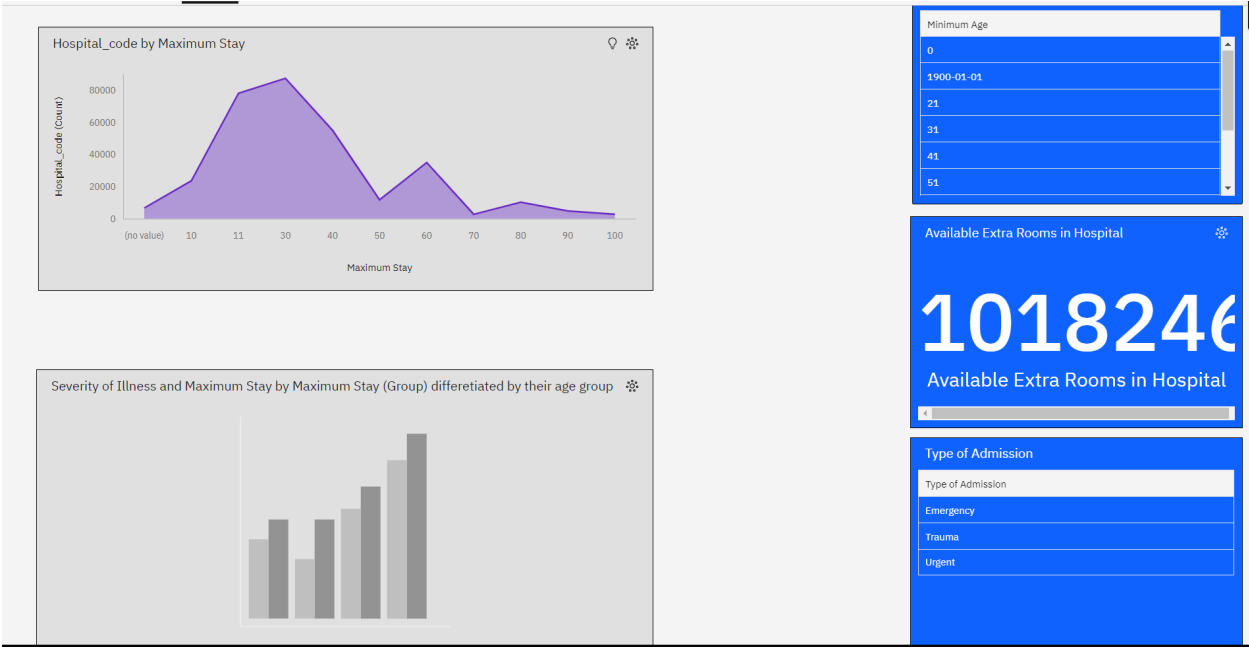 Hospital_code by Maximum Stay
Hospital_code (Count)
80000
60000
40000
20000
0
(no value) 10 11 30 40 50 60 70 80 90 100
Maximum Stay
Severity of Illness and Maximum Stay by Maximum Stay (Group) differetiated by their age group
Minimum Age
0
1900-01-01
21
31
41
51
Available Extra Rooms in Hospital
1018246
Available Extra Rooms in Hospital
Type of Admission
Type of Admission
Emergency
Trauma
Urgent